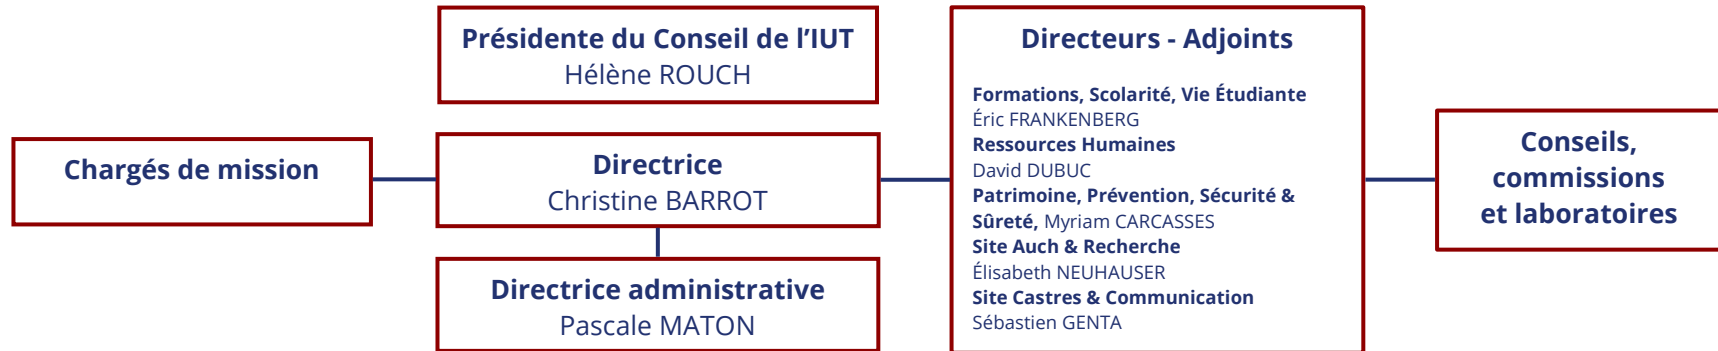 Présidente du Conseil de l’IUT
Hélène ROUCH
Chargés de mission
Directrice
Christine BARROT
Directrice administrative
Pascale MATON
Directeurs - Adjoints
Formations, Scolarité, Vie Étudiante
Éric FRANKENBERG
Ressources Humaines
David DUBUC
Patrimoine, Prévention, Sécurité &
Sûreté, Myriam CARCASSES
Site Auch & Recherche
Élisabeth NEUHAUSER
Site Castres & Communication
Sébastien GENTA
Conseils,
commissions
et laboratoires